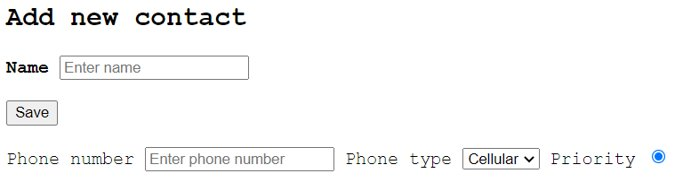 Add new contact
Name Enter name
Save
Phone number Enter phone number Phone type Cellular Priority